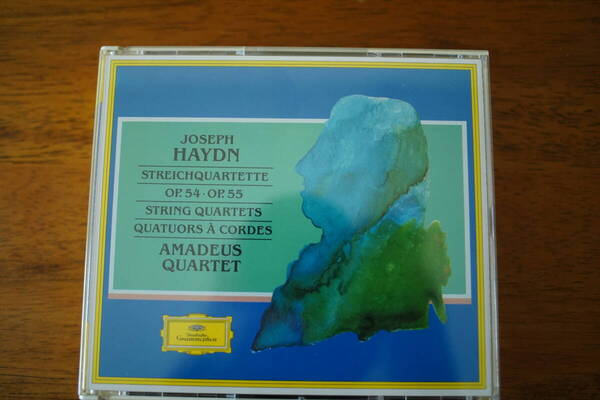 JOSEPH
HAYDN
STREICHQUARTETTE
OP. 54 · OP. 55
STRING QUARTETS
QUATUORS À CORDES
AMADEUS
QUARTET
Deutsche
Grammophon